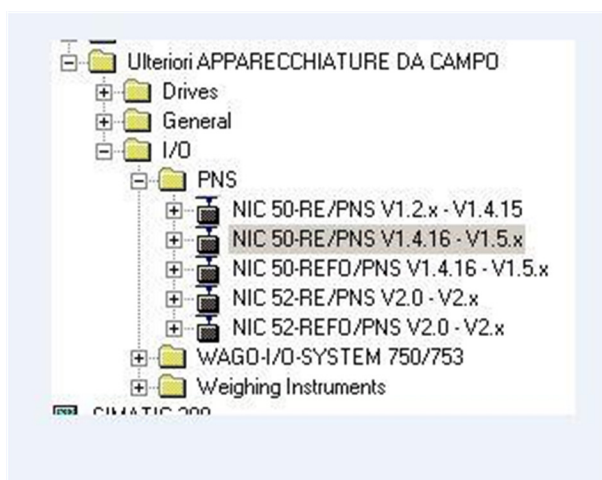 Ulteriori APPARECCHIATURE DA CAMPO
Drives
General
I/O
PNS
NIC 50-RE/PNS V1.2.x - V1.4.15
NIC 50-RE/PNS V1.4.16 - V1.5.x
NIC 50-REFO/PNS V1.4.16 - V1.5.x
NIC 52-RE/PNS V2.0 - V2.x
NIC 52-REFO/PNS V2.0 - V2.x
WAGO-I/O-SYSTEM 750/753
Weighing Instruments
SIMATIC